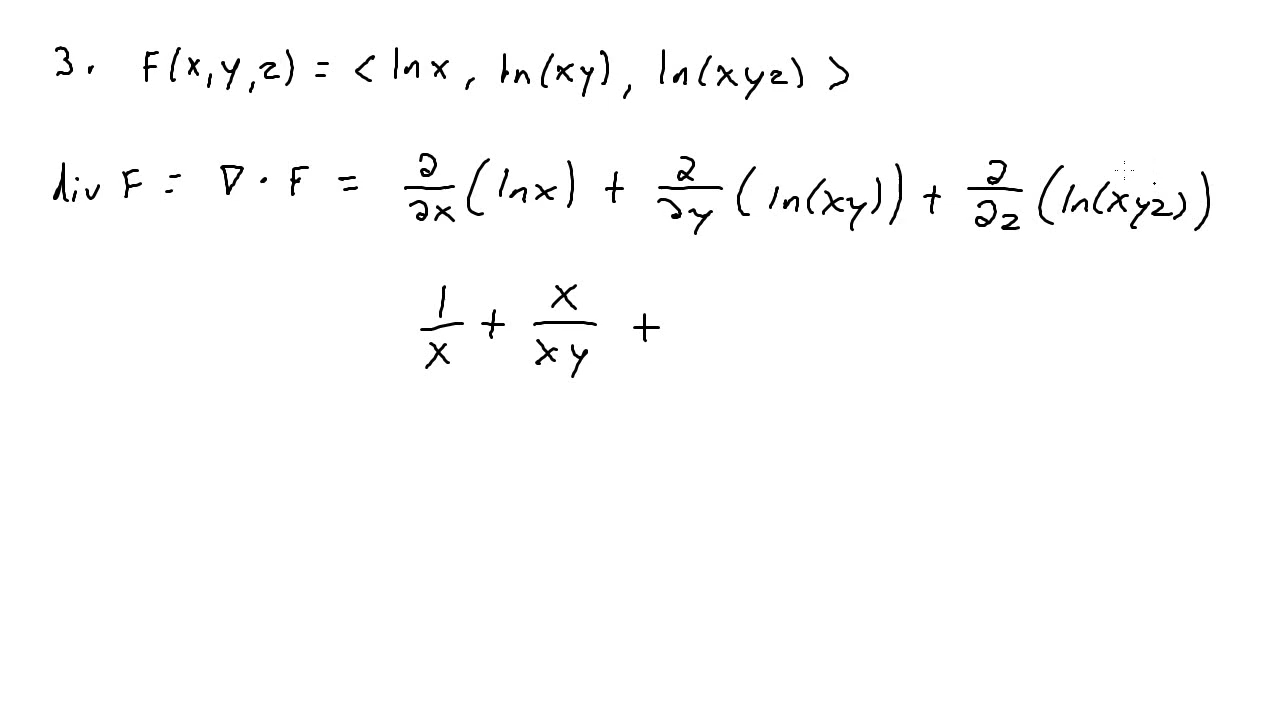 3. F(x,y,z) = < ln x, ln(xy), ln(xyz) >
div F = ∇ · F = ∂/∂x (ln x) + ∂/∂y (ln(xy)) + ∂/∂z (ln(xyz))
1/x + x/xy +